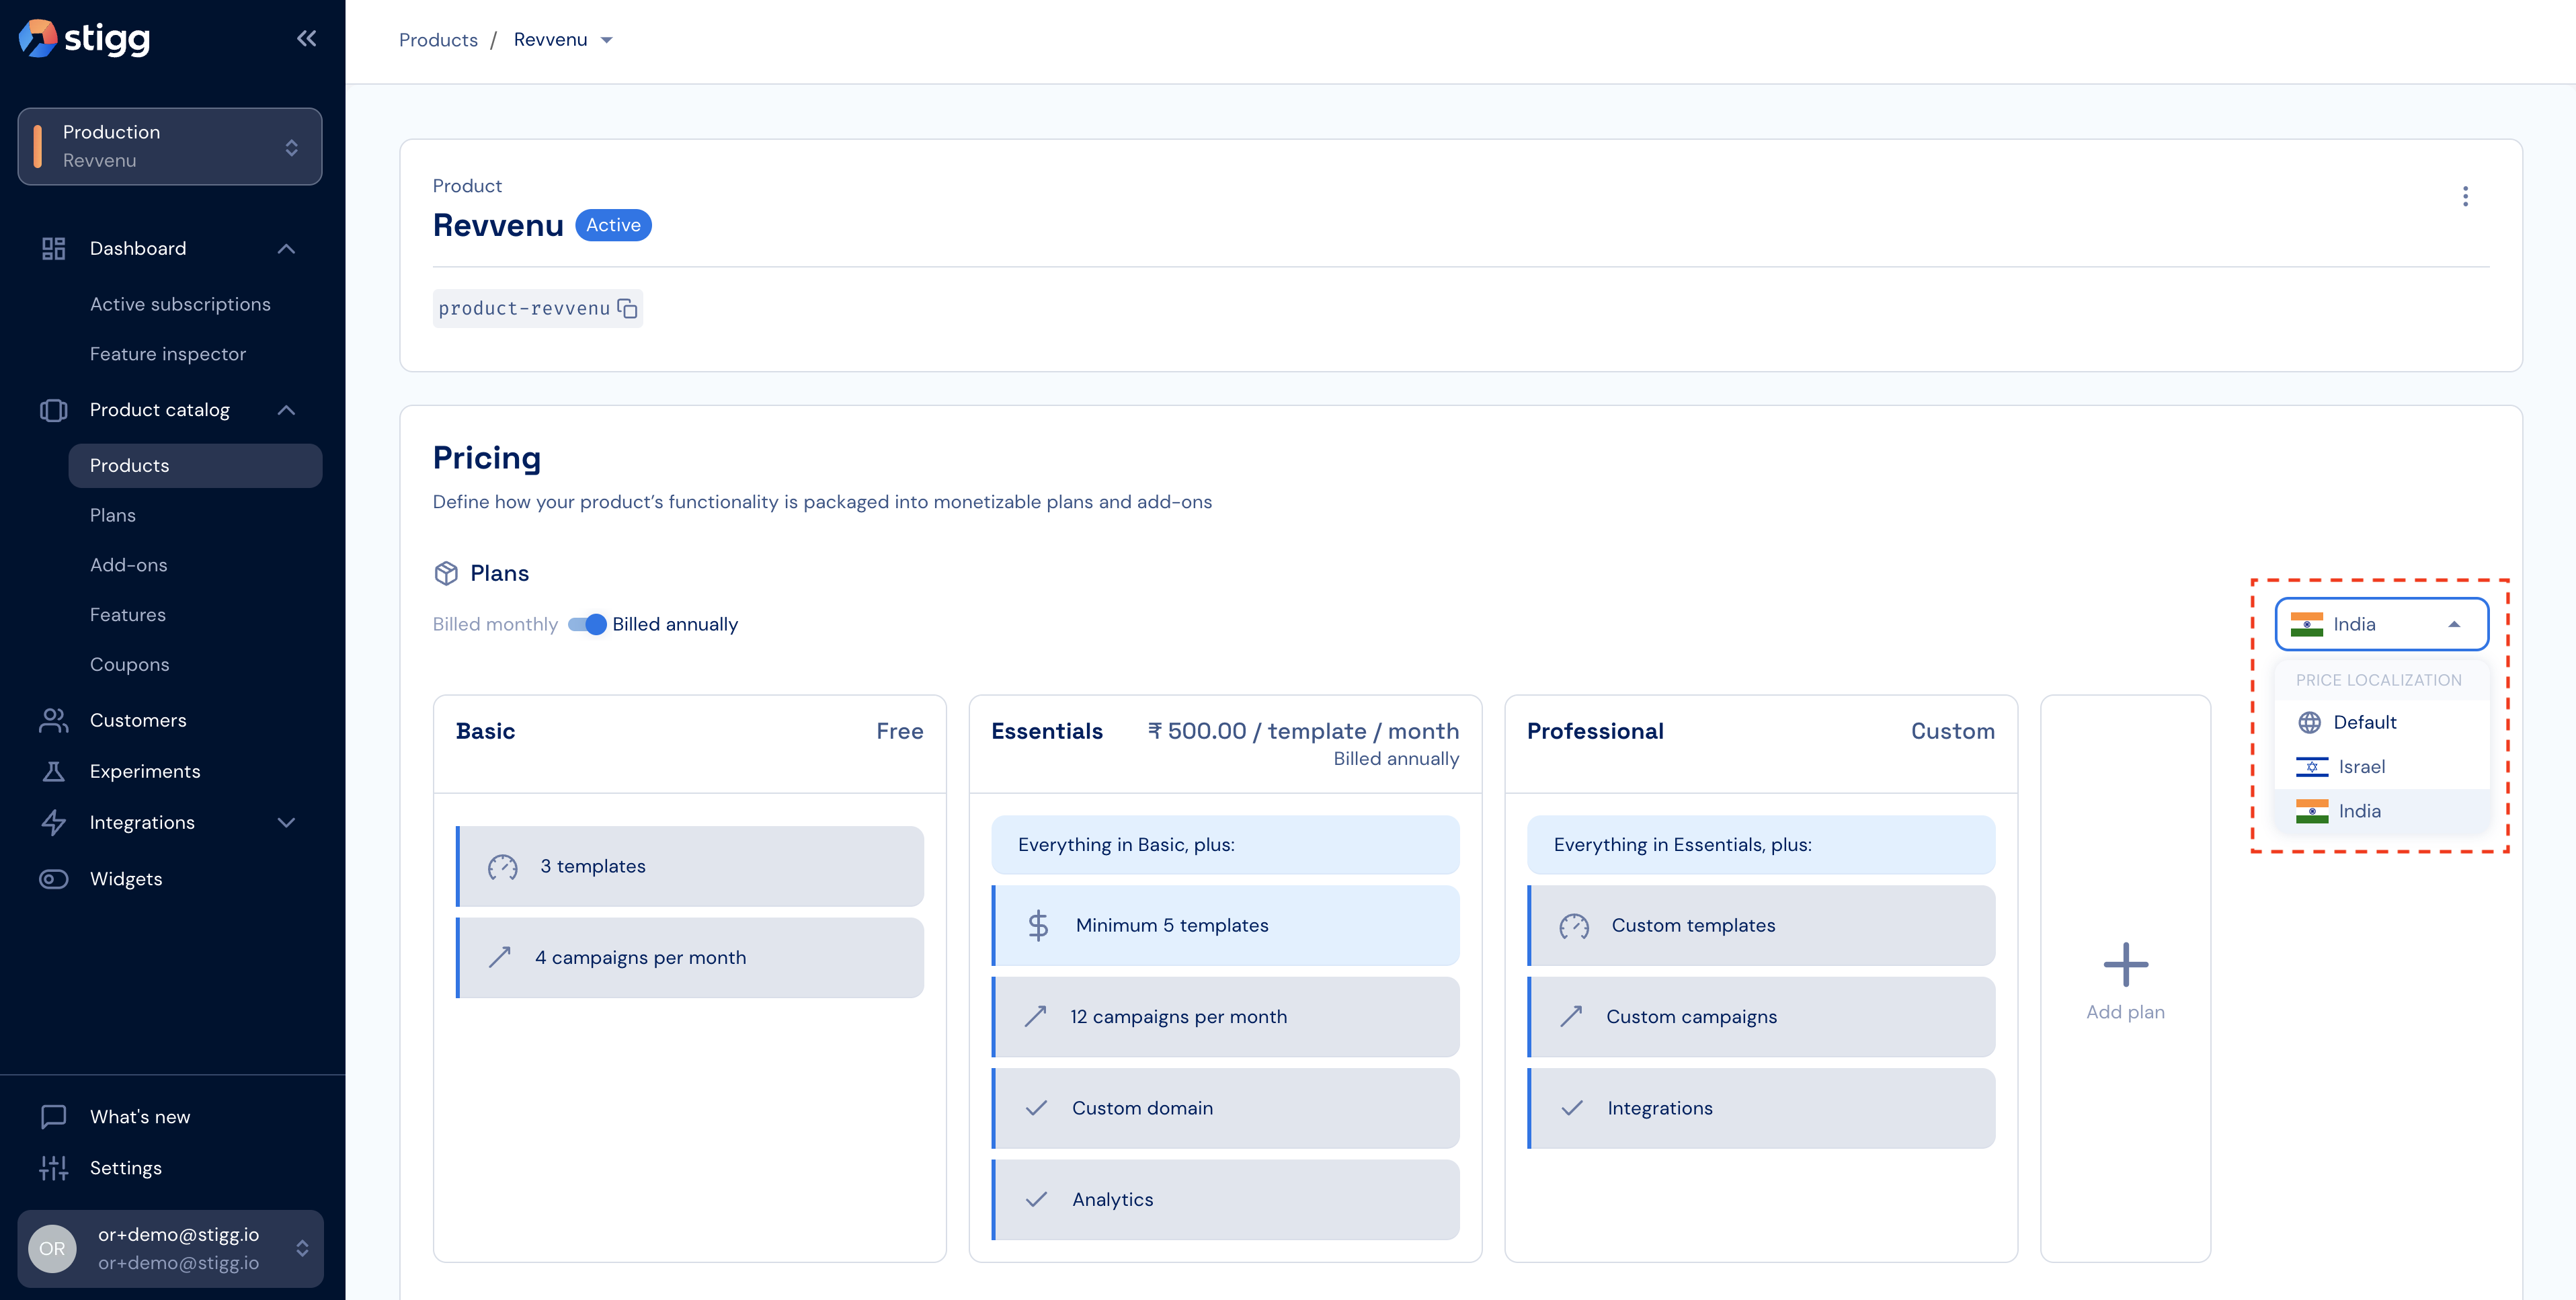 stigg
Products / Revvenu
Production
Revvenu
Dashboard
Active subscriptions
Feature inspector
Product catalog
Products
Plans
Add-ons
Features
Coupons
Customers
Experiments
Integrations
Widgets
What's new
Settings
OR
or+demo@stigg.io
or+demo@stigg.io
Product
Revvenu Active
product-revvenu
Pricing
Define how your product’s functionality is packaged into monetizable plans and add-ons
Plans
Billed monthly Billed annually
India
PRICE LOCALIZATION
Default
Israel
India
Basic Free
3 templates
4 campaigns per month
Essentials ₹ 500.00 / template / month
Billed annually
Everything in Basic, plus:
Minimum 5 templates
12 campaigns per month
Custom domain
Analytics
Professional Custom
Everything in Essentials, plus:
Custom templates
Custom campaigns
Integrations
Add plan